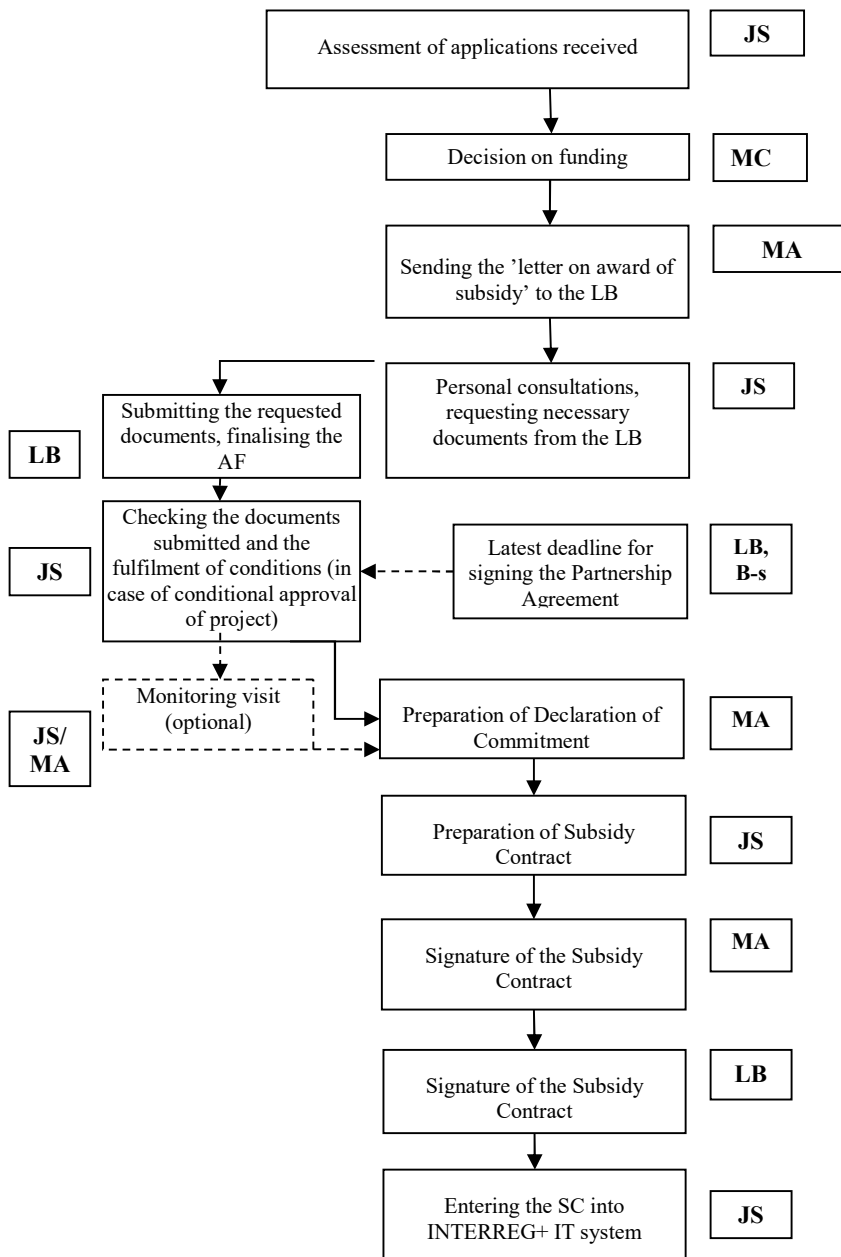 Assessment of applications received
JS
Decision on funding
MC
Sending the ’letter on award of
subsidy’ to the LB
MA
Personal consultations,
requesting necessary
documents from the LB
JS
Submitting the requested
documents, finalising the
AF
LB
Checking the documents
submitted and the
fulfilment of conditions (in
case of conditional approval
of project)
JS
Latest deadline for
signing the Partnership
Agreement
LB,
B-s
Monitoring visit
(optional)
JS/
MA
Preparation of Declaration of
Commitment
MA
Preparation of Subsidy
Contract
JS
Signature of the Subsidy
Contract
MA
Signature of the Subsidy
Contract
LB
Entering the SC into
INTERREG+ IT system
JS